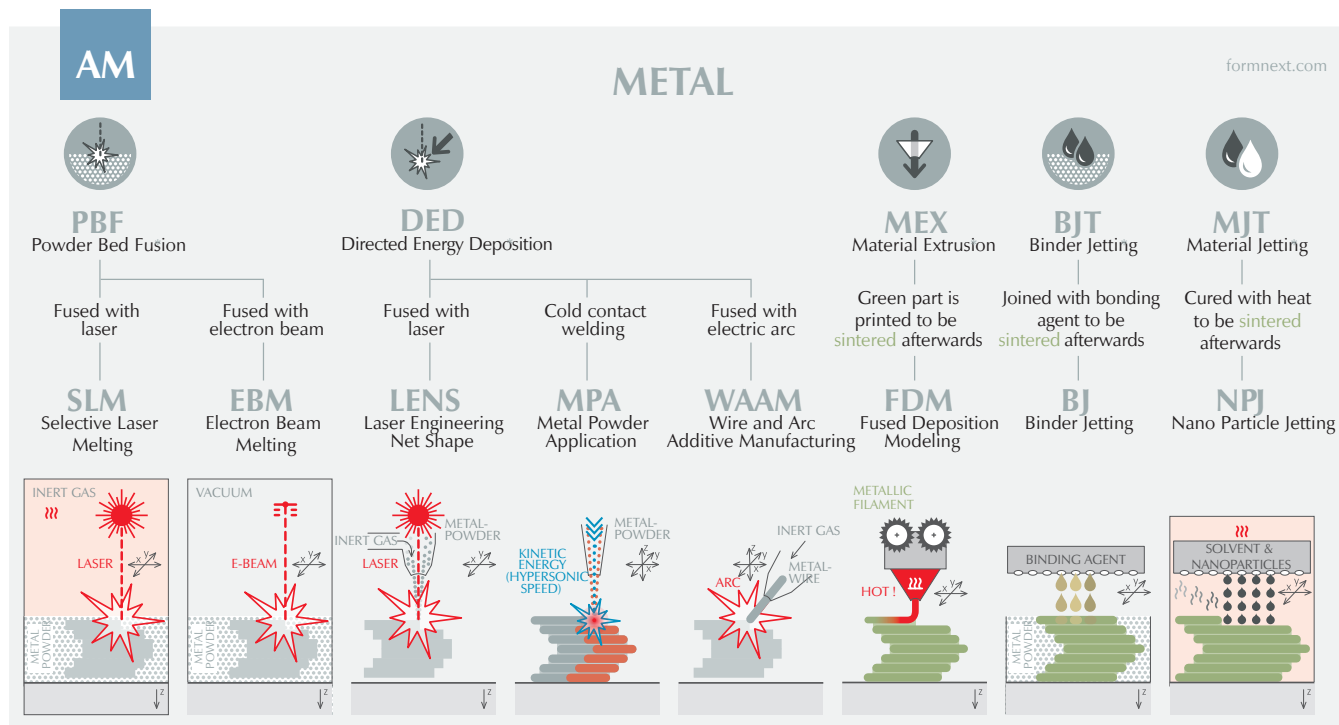 AM
METAL
formnext.com
PBF
Powder Bed Fusion
DED
Directed Energy Deposition
MEX
Material Extrusion
BJT
Binder Jetting
MJT
Material Jetting
Fused with
laser
Fused with
electron beam
Fused with
laser
Cold contact
welding
Fused with
electric arc
Green part is
printed to be
sintered afterwards
Joined with bonding
agent to be
sintered afterwards
Cured with heat
to be sintered
afterwards
SLM
Selective Laser
Melting
EBM
Electron Beam
Melting
LENS
Laser Engineering
Net Shape
MPA
Metal Powder
Application
WAAM
Wire and Arc
Additive Manufacturing
FDM
Fused Deposition
Modeling
BJ
Binder Jetting
NPJ
Nano Particle Jetting
INERT GAS
LASER
x y
METAL
POWDER
z
VACUUM
E-BEAM
x y
METAL
POWDER
z
INERT GAS
METAL-
POWDER
LASER
x y
z
METAL-
POWDER
KINETIC
ENERGY
(HYPERSONIC
SPEED)
z
y
x
INERT GAS
METAL-
WIRE
ARC
z
y
x
METALLIC
FILAMENT
HOT !
x y
z
BINDING AGENT
x y
METAL
POWDER
z
SOLVENT &
NANOPARTICLES
x y
z